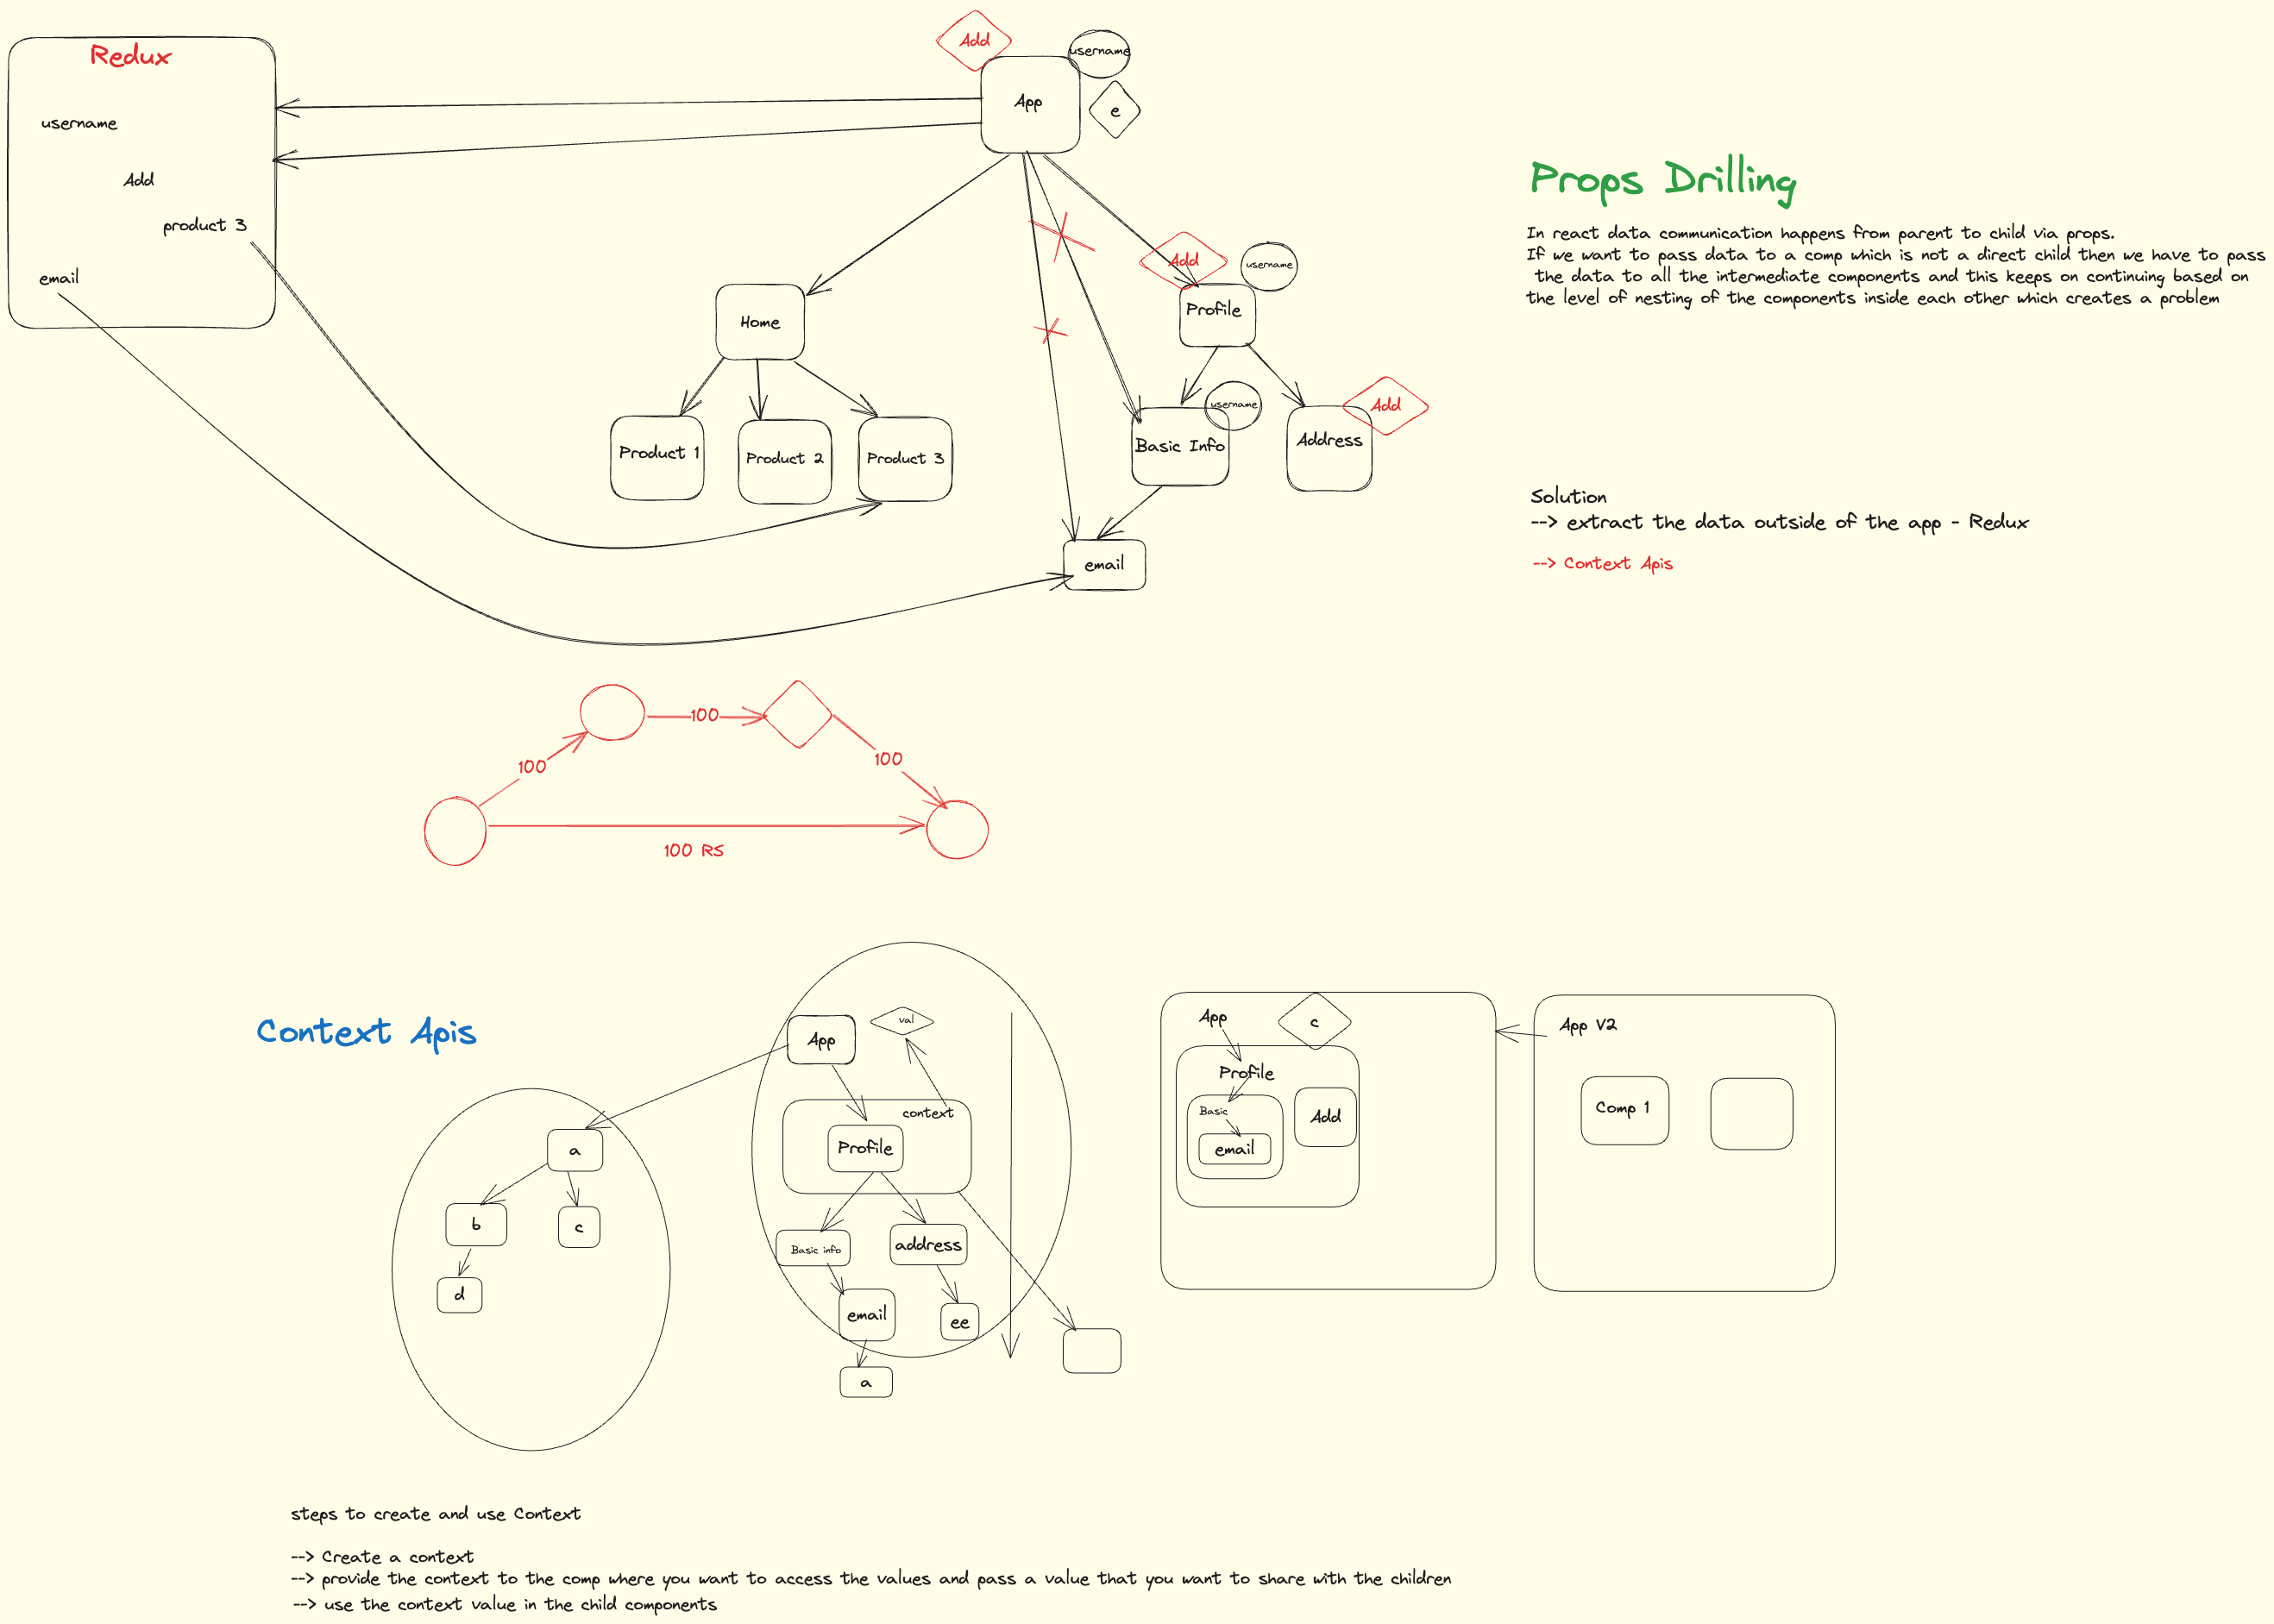 Redux
username
Add
product 3
email
Add
username
App
e
Home
Product 1
Product 2
Product 3
Add
username
Profile
username
Basic Info
Add
Address
email
Props Drilling
In react data communication happens from parent to child via props.
If we want to pass data to a comp which is not a direct child then we have to pass
the data to all the intermediate components and this keeps on continuing based on
the level of nesting of the components inside each other which creates a problem
Solution
--> extract the data outside of the app - Redux
--> Context Apis
100
100
100
100 RS
Context Apis
a
b
c
d
App
val
context
Profile
Basic info
address
email
ee
a
App
c
Profile
Basic
email
Add
App V2
Comp 1
steps to create and use Context
--> Create a context
--> provide the context to the comp where you want to access the values and pass a value that you want to share with the children
--> use the context value in the child components